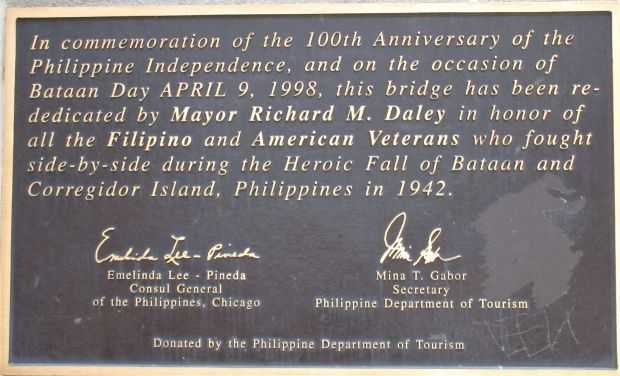 In commemoration of the 100th Anniversary of the
Philippine Independence, and on the occasion of
Bataan Day APRIL 9, 1998, this bridge has been re-
dedicated by Mayor Richard M. Daley in honor of
all the Filipino and American Veterans who fought
side-by-side during the Heroic Fall of Bataan and
Corregidor Island, Philippines in 1942.
Emelinda Lee - Pineda
Emelinda Lee - Pineda
Consul General
of the Philippines, Chicago
Mina T. Gabor
Secretary
Philippine Department of Tourism
Donated by the Philippine Department of Tourism